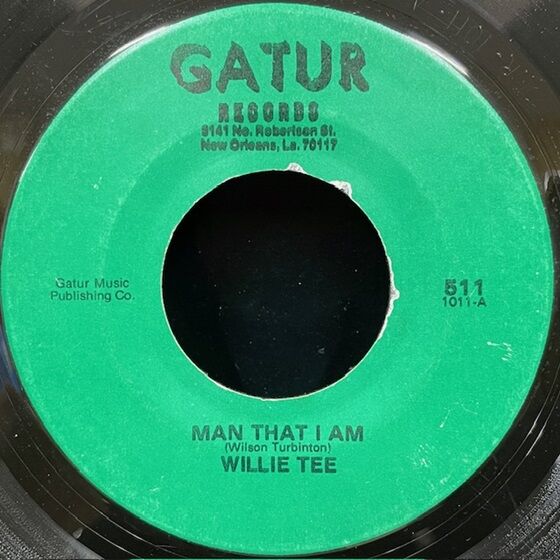 GATUR
RECORDS
3141 No. Robertson St.
New Orleans, La. 70117
Gatur Music
Publishing Co.
511
1011-A
MAN THAT I AM
(Wilson Turbinton)
WILLIE TEE